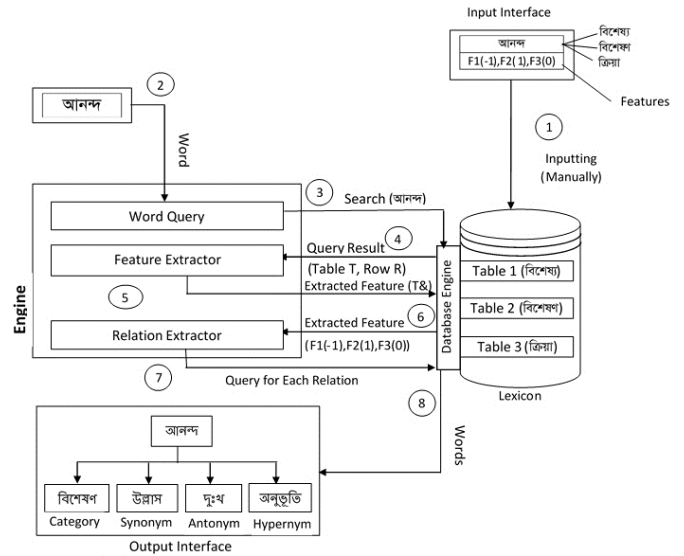 Input Interface
আনন্দ
F1(-1),F2(1),F3(0)
বিশেষ্য
বিশেষ্ণ
ক্রিয়া
Features
1
Inputting
(Manually)
2
আনন্দ
Word
Engine
Word Query
Feature Extractor
5
Relation Extractor
3
Search (আনন্দ)
4
Query Result
(Table T, Row R)
Extracted Feature (T&
6
Extracted Feature
(F1(-1),F2(1),F3(0))
7
Query for Each Relation
Database Engine
Table 1 (বিশেষ্য)
Table 2 (বিশেষণ)
Table 3 (ক্রিয়া)
Lexicon
8
Words
আনন্দ
বিশেষণ
উল্লাস
দুঃখ
অনুভূতি
Category
Synonym
Antonym
Hypernym
Output Interface